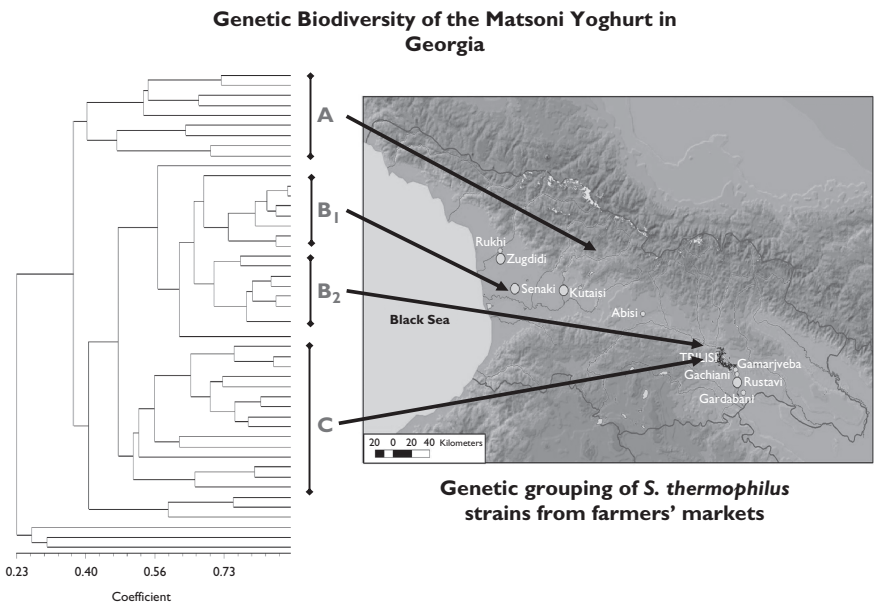 Genetic Biodiversity of the Matsoni Yoghurt in
Georgia
A
B1
B2
C
Rukhi
Zugdidi
Senaki
Kutaisi
Abisi
Black Sea
TBILISI
Gamarjveba
Gachiani
Rustavi
Gardabani
20 0 20 40 Kilometers
Genetic grouping of S. thermophilus
strains from farmers' markets
0.23 0.40 0.56 0.73
Coefficient